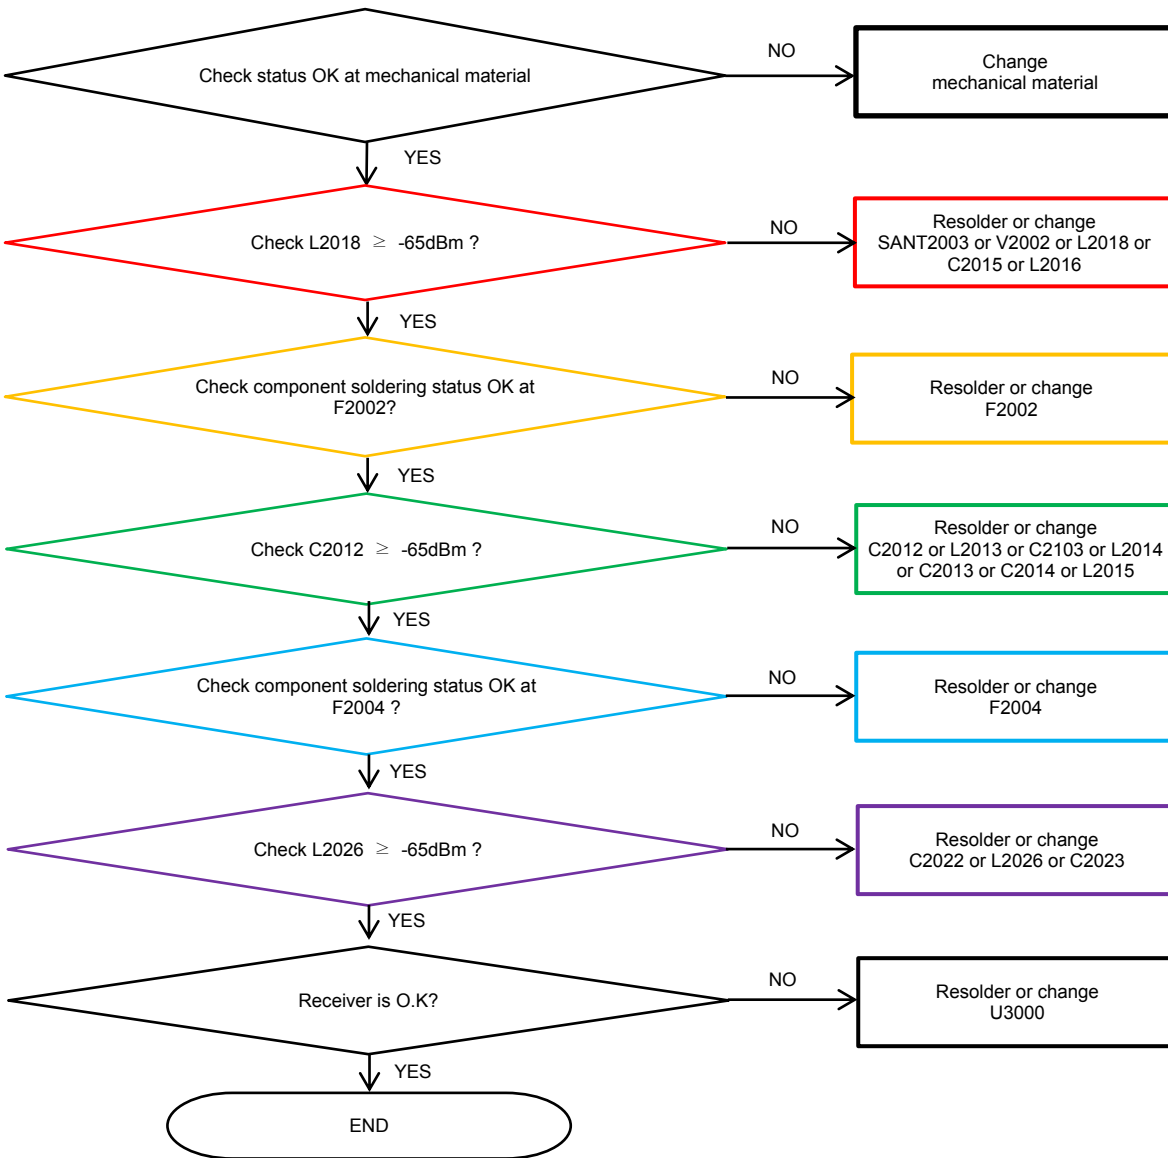 Check status OK at mechanical material
NO
Change
mechanical material
YES
Check L2018 ≥ -65dBm ?
NO
Resolder or change
SANT2003 or V2002 or L2018 or
C2015 or L2016
YES
Check component soldering status OK at
F2002?
NO
Resolder or change
F2002
YES
Check C2012 ≥ -65dBm ?
NO
Resolder or change
C2012 or L2013 or C2103 or L2014
or C2013 or C2014 or L2015
YES
Check component soldering status OK at
F2004 ?
NO
Resolder or change
F2004
YES
Check L2026 ≥ -65dBm ?
NO
Resolder or change
C2022 or L2026 or C2023
YES
Receiver is O.K?
NO
Resolder or change
U3000
YES
END